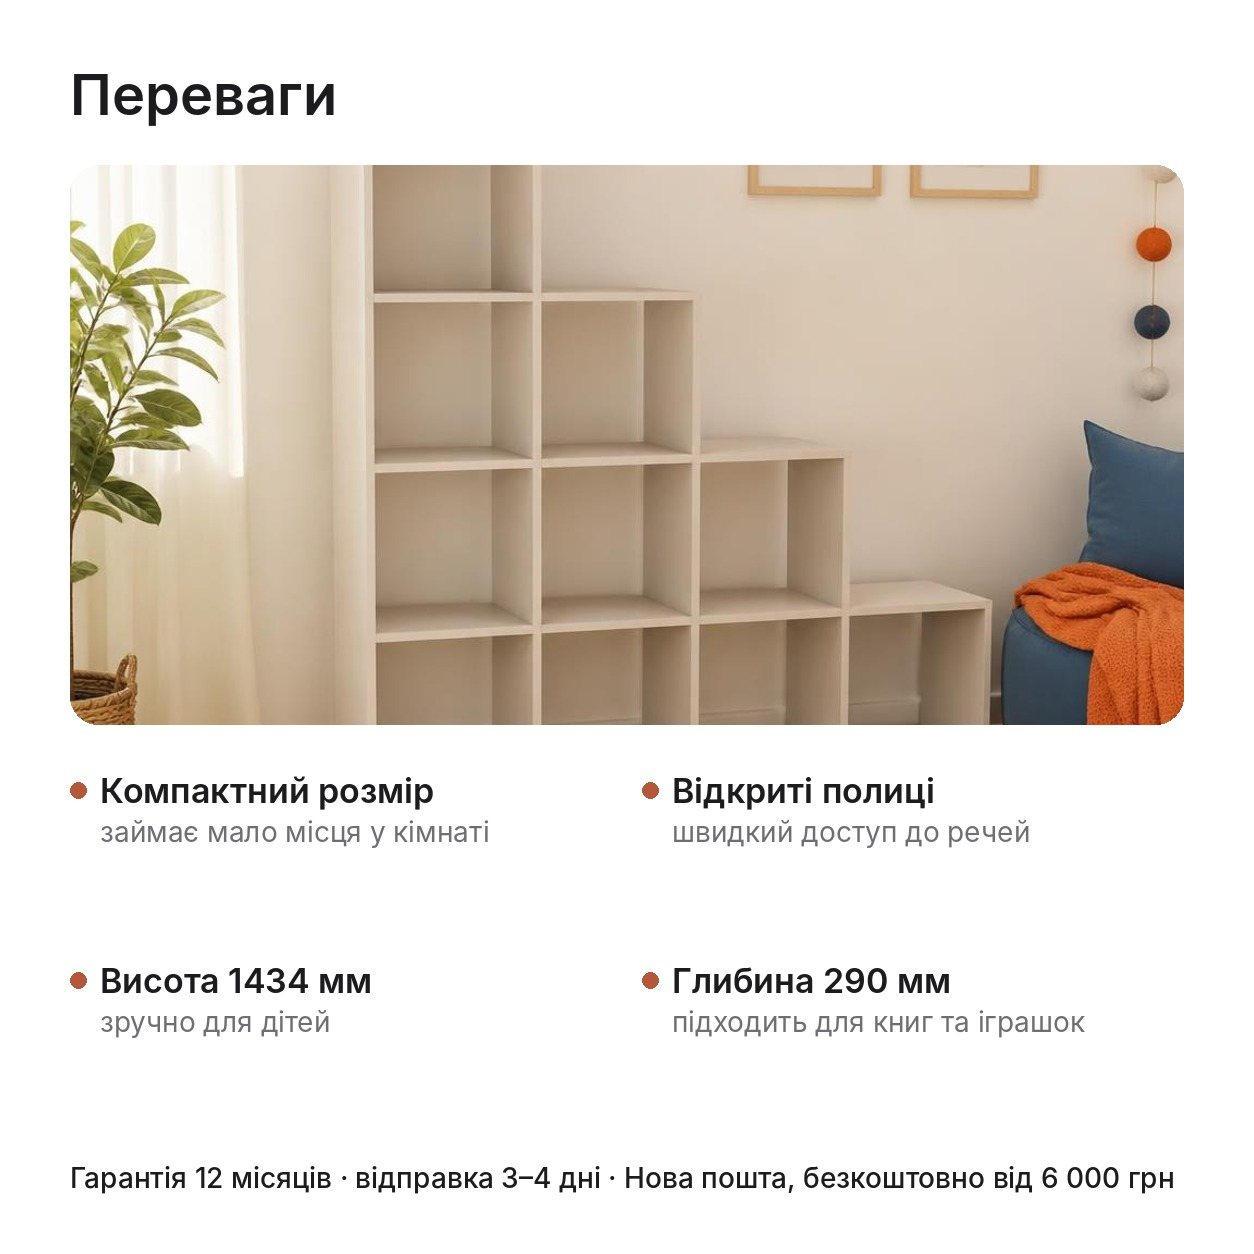 Переваги
Компактний розмір
займає мало місця у кімнаті
Відкриті полиці
швидкий доступ до речей
Висота 1434 мм
зручно для дітей
Глибина 290 мм
підходить для книг та іграшок
Гарантія 12 місяців · відправка 3–4 дні · Нова пошта, безкоштовно від 6 000 грн